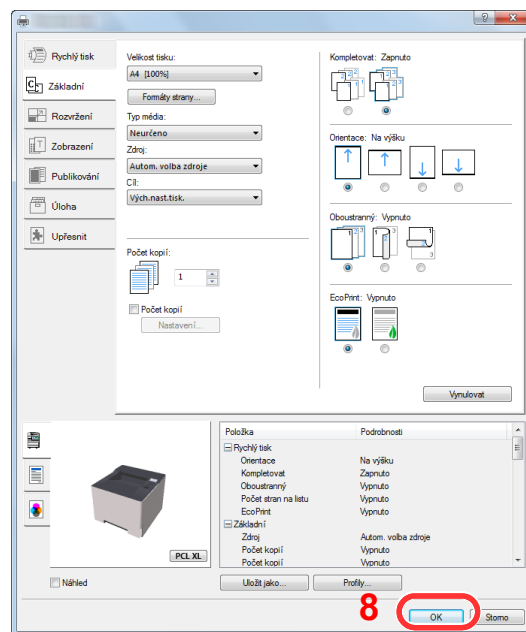 Rychlý tisk
Základní
Rozvržení
Zobrazení
Publikování
Úloha
Upřesnit
Velikost tisku:
A4 [100%]
Formáty strany...
Typ média:
Neurčeno
Zdroj:
Autom. volba zdroje
Cíl:
Vých.nast.tisk.
Počet kopií:
1
Počet kopií
Nastavení...
Kompletovat: Zapnuto
Orientace: Na výšku
Oboustranný: Vypnuto
EcoPrint: Vypnuto
Vynulovat
PCL XL
Náhled
Položka Podrobnosti
Rychlý tisk
Orientace Na výšku
Kompletovat Zapnuto
Oboustranný Vypnuto
Počet stran na listu Vypnuto
EcoPrint Vypnuto
Základní
Zdroj Autom. volba zdroje
Počet kopií Vypnuto
Počet kopií Vypnuto
Uložit jako... Profily...
8
OK Storno